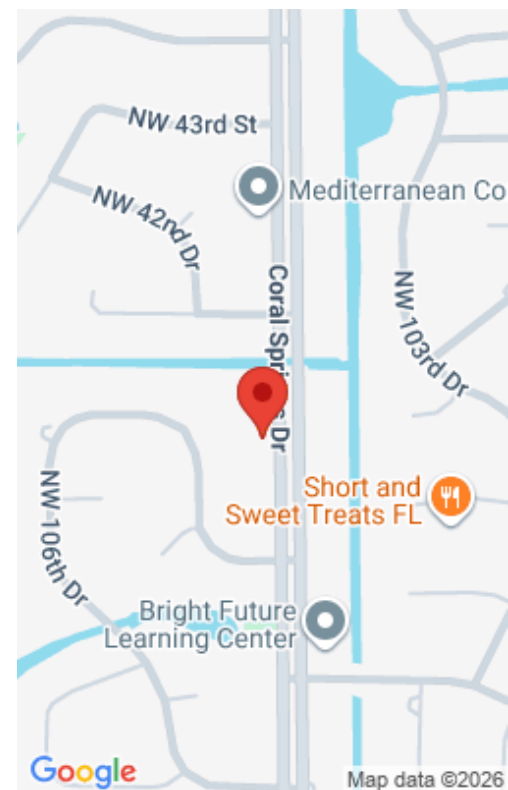 NW 43rd St
Mediterranean Co
NW 42nd Dr
Coral Springs Dr
NW 103rd Dr
Short and
Sweet Treats FL
NW 106th Dr
Bright Future
Learning Center
Google
Map data ©2026